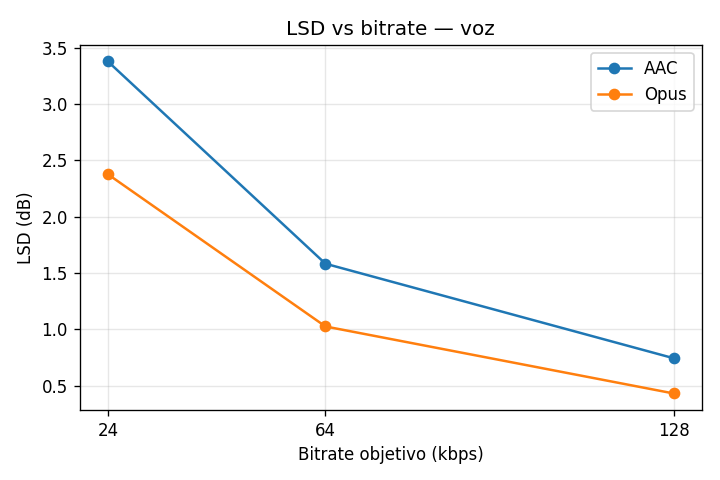 LSD vs bitrate — voz
AAC
Opus
LSD (dB)
3.5
3.0
2.5
2.0
1.5
1.0
0.5
24
64
128
Bitrate objetivo (kbps)